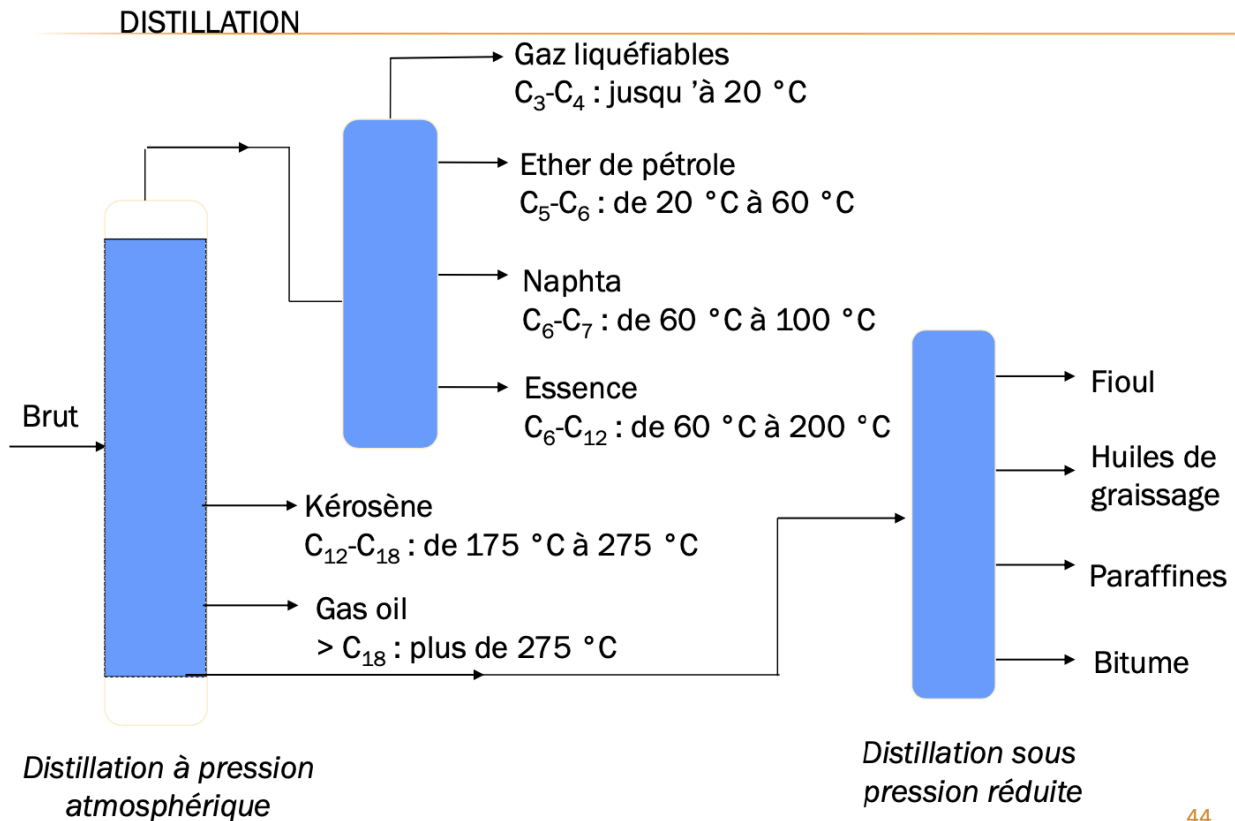 DISTILLATION
Gaz liquéfiables
C₃-C₄ : jusqu ’à 20 °C
Ether de pétrole
C₅-C₆ : de 20 °C à 60 °C
Naphta
C₆-C₇ : de 60 °C à 100 °C
Essence
C₆-C₁₂ : de 60 °C à 200 °C
Brut
Kérosène
C₁₂-C₁₈ : de 175 °C à 275 °C
Gas oil
> C₁₈ : plus de 275 °C
Fioul
Huiles de
graissage
Paraffines
Bitume
Distillation à pression
atmosphérique
Distillation sous
pression réduite
44